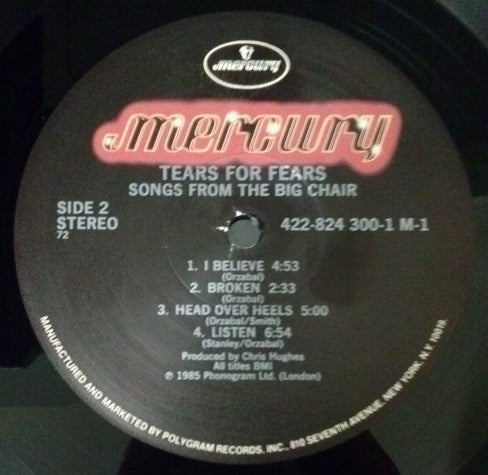 mercury
mercury
TEARS FOR FEARS
SONGS FROM THE BIG CHAIR
SIDE 2
STEREO
72
422-824 300-1 M-1
1. I BELIEVE 4:53
(Orzabal)
2. BROKEN 2:33
(Orzabal)
3. HEAD OVER HEELS 5:00
(Orzabal/Smith)
4. LISTEN 6:54
(Stanley/Orzabal)
Produced by Chris Hughes
All titles BMI
℗ 1985 Phonogram Ltd. (London)
MANUFACTURED AND MARKETED BY POLYGRAM RECORDS, INC., 810 SEVENTH AVENUE, NEW YORK, N.Y. 10019